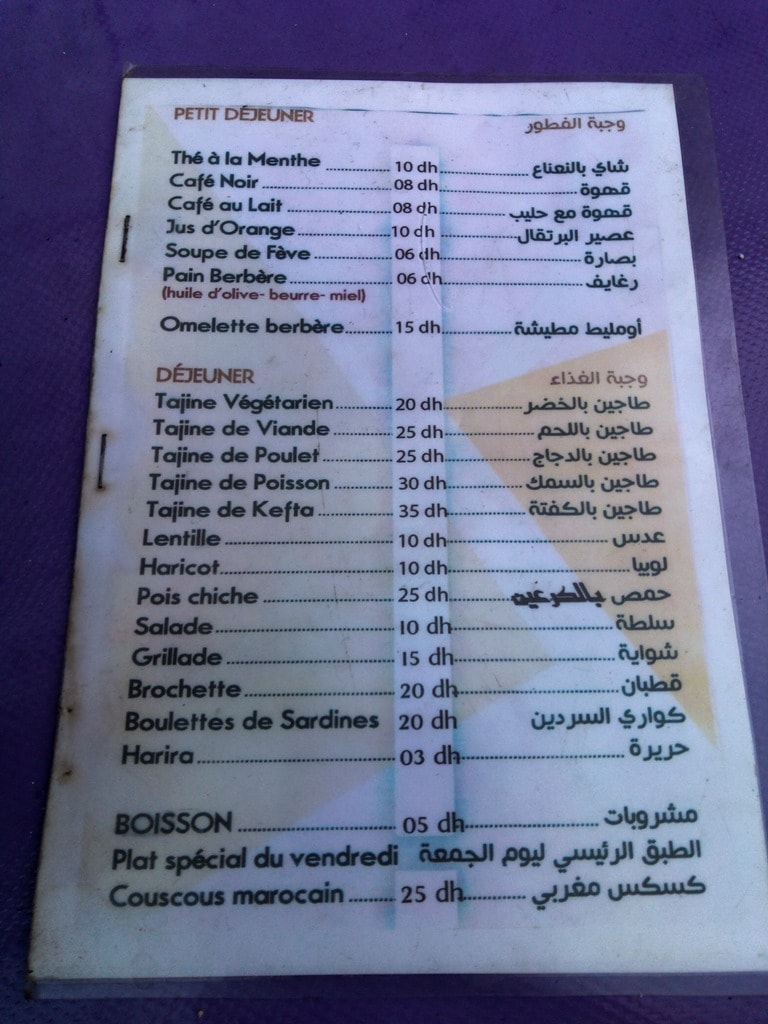 PETIT DÉJEUNER وجبة الفطور
Thé à la Menthe ........ 10 dh ........ شاي بالنعناع
Café Noir ........ 08 dh ........ قهوة
Café au Lait ........ 08 dh ........ قهوة مع حليب
Jus d'Orange ........ 10 dh ........ عصير البرتقال
Soupe de Fève ........ 06 dh ........ بصارة
Pain Berbère ........ 06 dh ........ رغايف
(huile d'olive- beurre- miel)
Omelette berbère ........ 15 dh ........ أومليط مطيشة
DÉJEUNER وجبة الغذاء
Tajine Végétarien ........ 20 dh ........ طاجين بالخضر
Tajine de Viande ........ 25 dh ........ طاجين باللحم
Tajine de Poulet ........ 25 dh ........ طاجين بالدجاج
Tajine de Poisson ........ 30 dh ........ طاجين بالسمك
Tajine de Kefta ........ 35 dh ........ طاجين بالكفتة
Lentille ........ 10 dh ........ عدس
Haricot ........ 10 dh ........ لوبيا
Pois chiche ........ 25 dh ........ حمص بالكرعين
Salade ........ 10 dh ........ سلطة
Grillade ........ 15 dh ........ شواية
Brochette ........ 20 dh ........ قطبان
Boulettes de Sardines 20 dh كواري السردين
Harira ........ 03 dh ........ حريرة
BOISSON ........ 05 dh ........ مشروبات
Plat spécial du vendredi الطبق الرئيسي ليوم الجمعة
Couscous marocain ........ 25 dh ........ كسكس مغربي